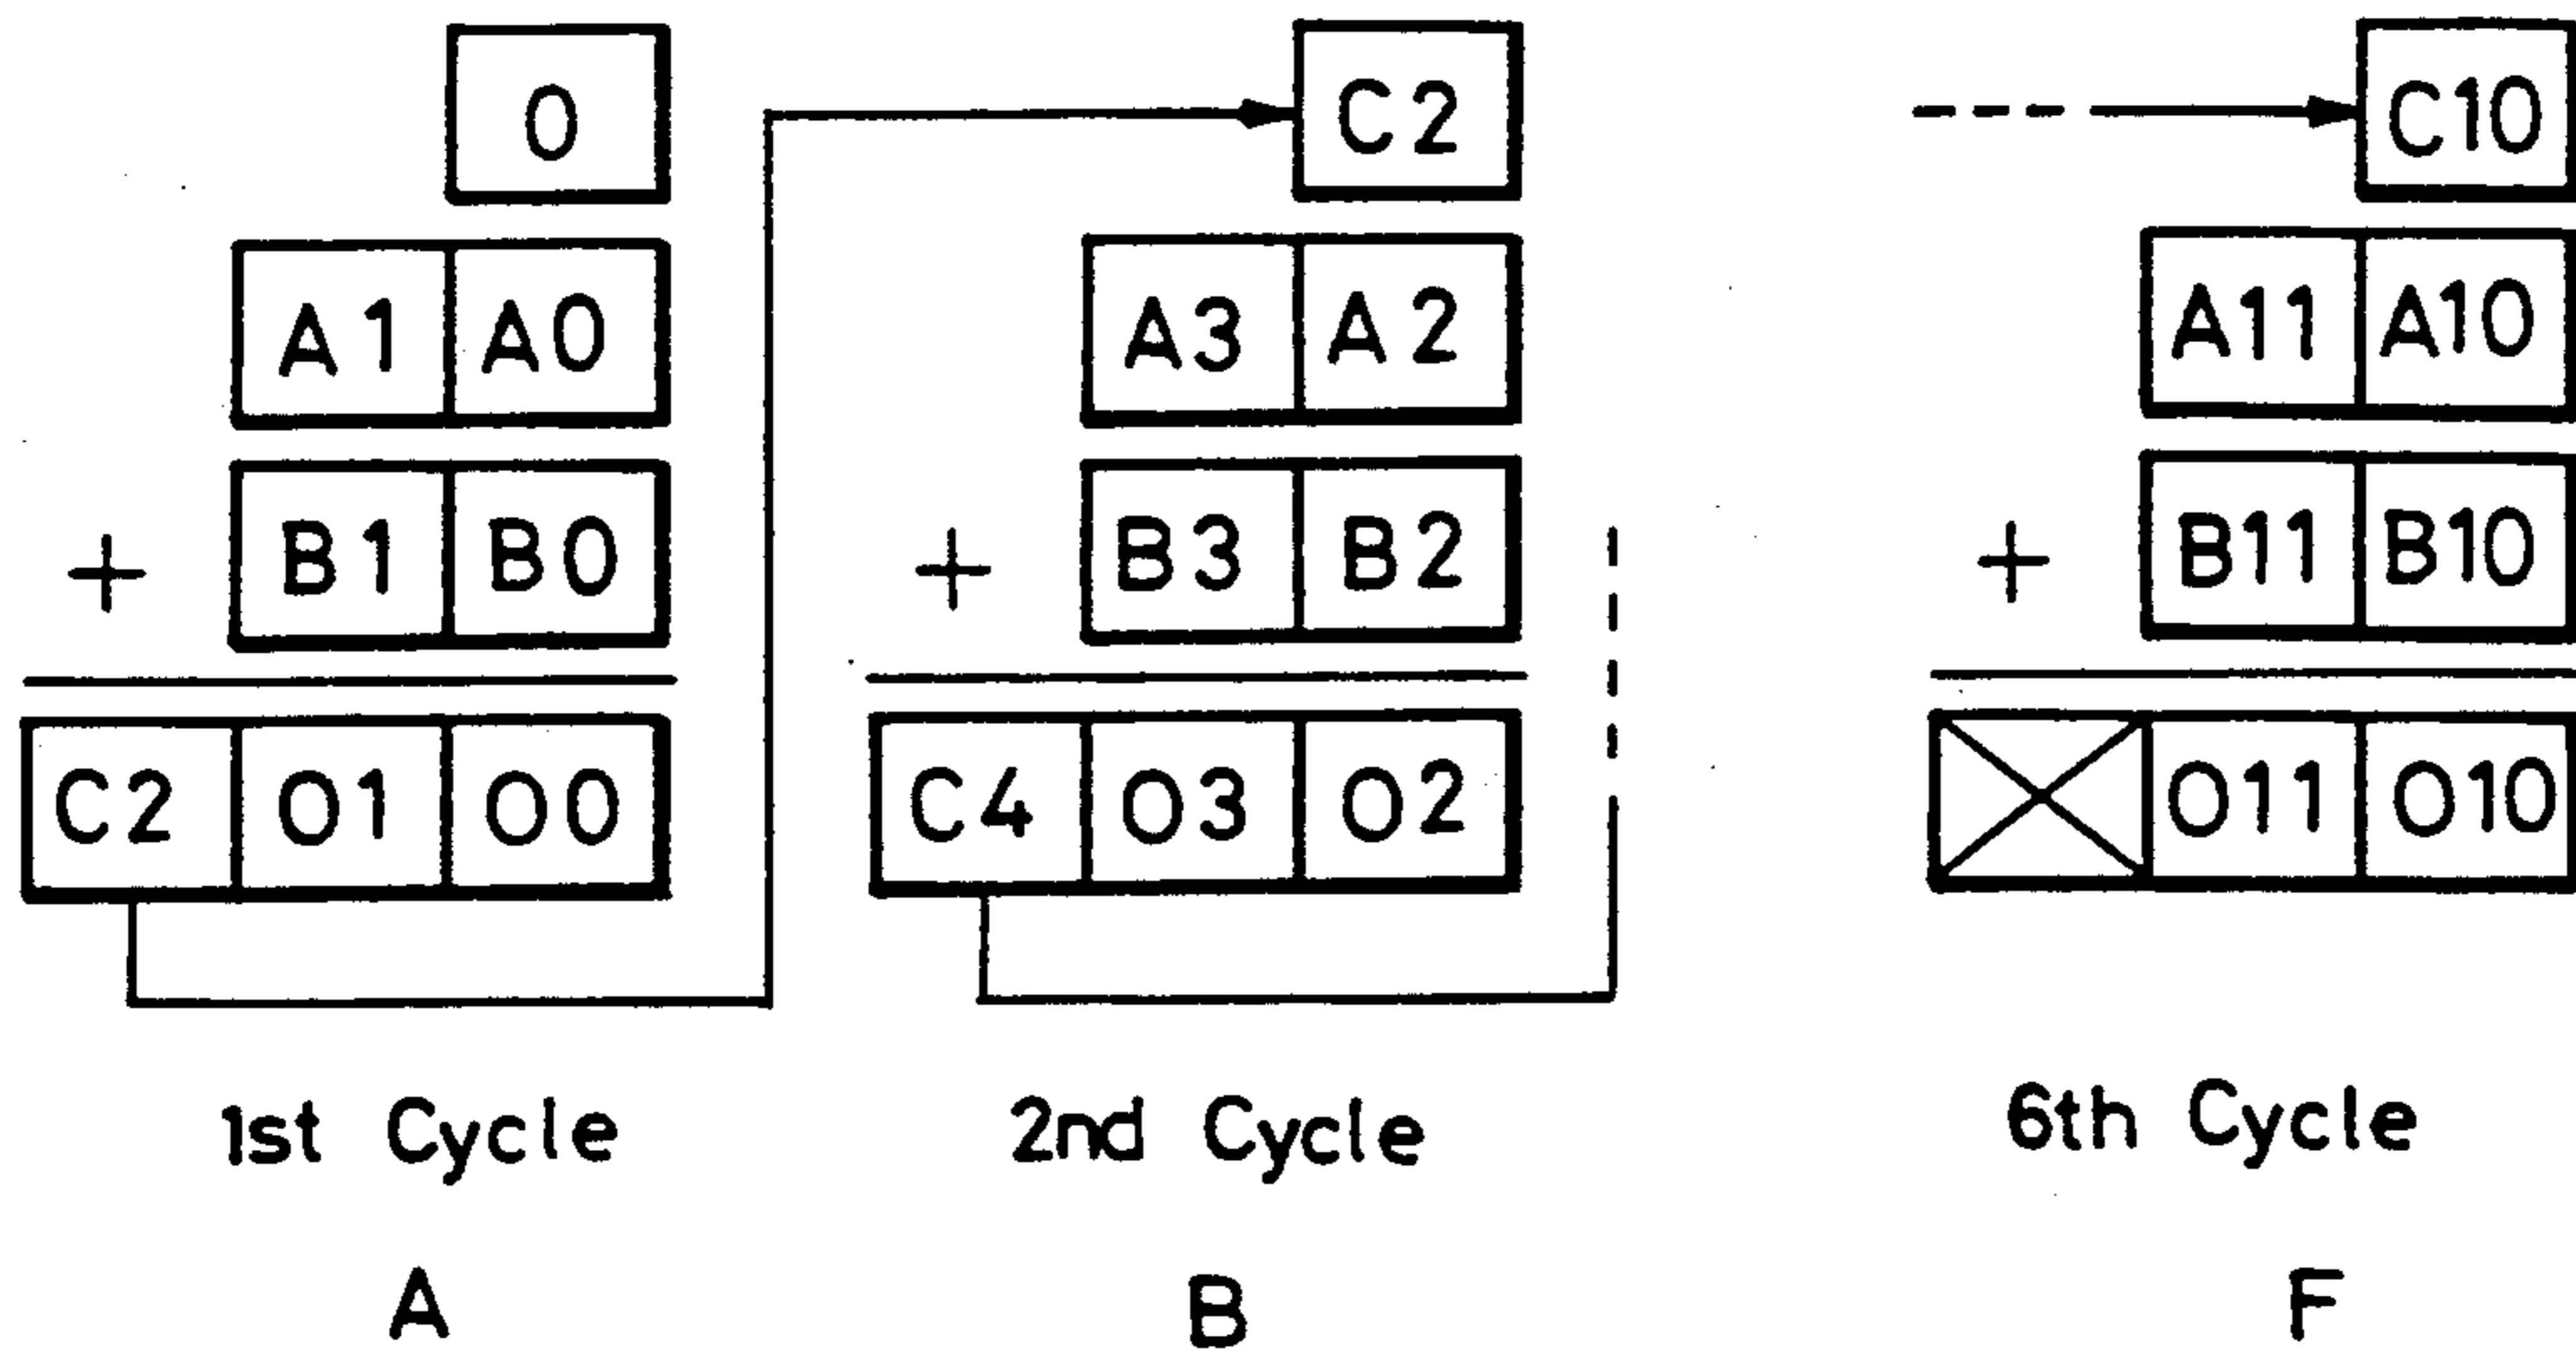 0 C2 C10
A1 A0 A3 A2 A11 A10
+ B1 B0 + B3 B2 + B11 B10
C2 O1 O0 C4 O3 O2 O11 O10
1st Cycle 2nd Cycle 6th Cycle
A B F